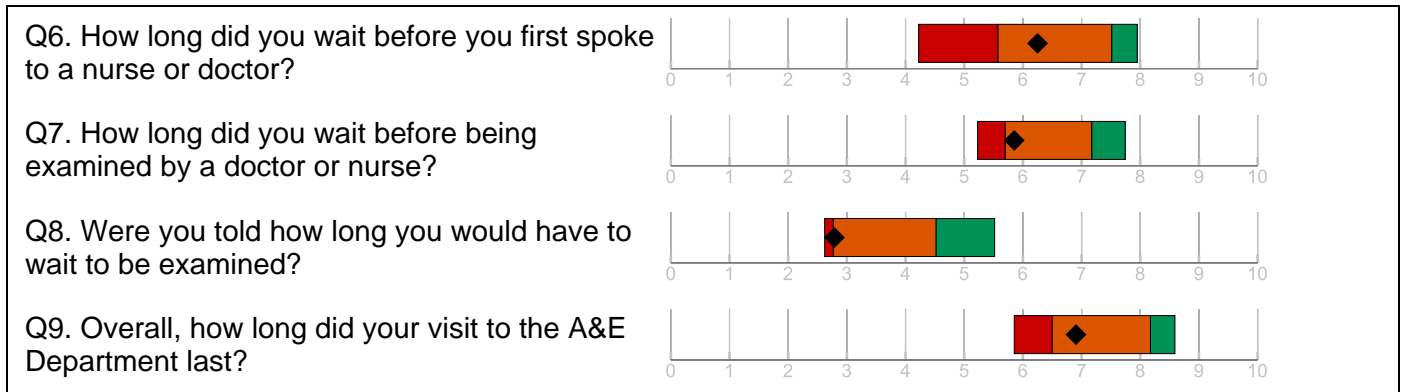 Q6. How long did you wait before you first spoke
to a nurse or doctor?
0 1 2 3 4 5 6 7 8 9 10
Q7. How long did you wait before being
examined by a doctor or nurse?
0 1 2 3 4 5 6 7 8 9 10
Q8. Were you told how long you would have to
wait to be examined?
0 1 2 3 4 5 6 7 8 9 10
Q9. Overall, how long did your visit to the A&E
Department last?
0 1 2 3 4 5 6 7 8 9 10